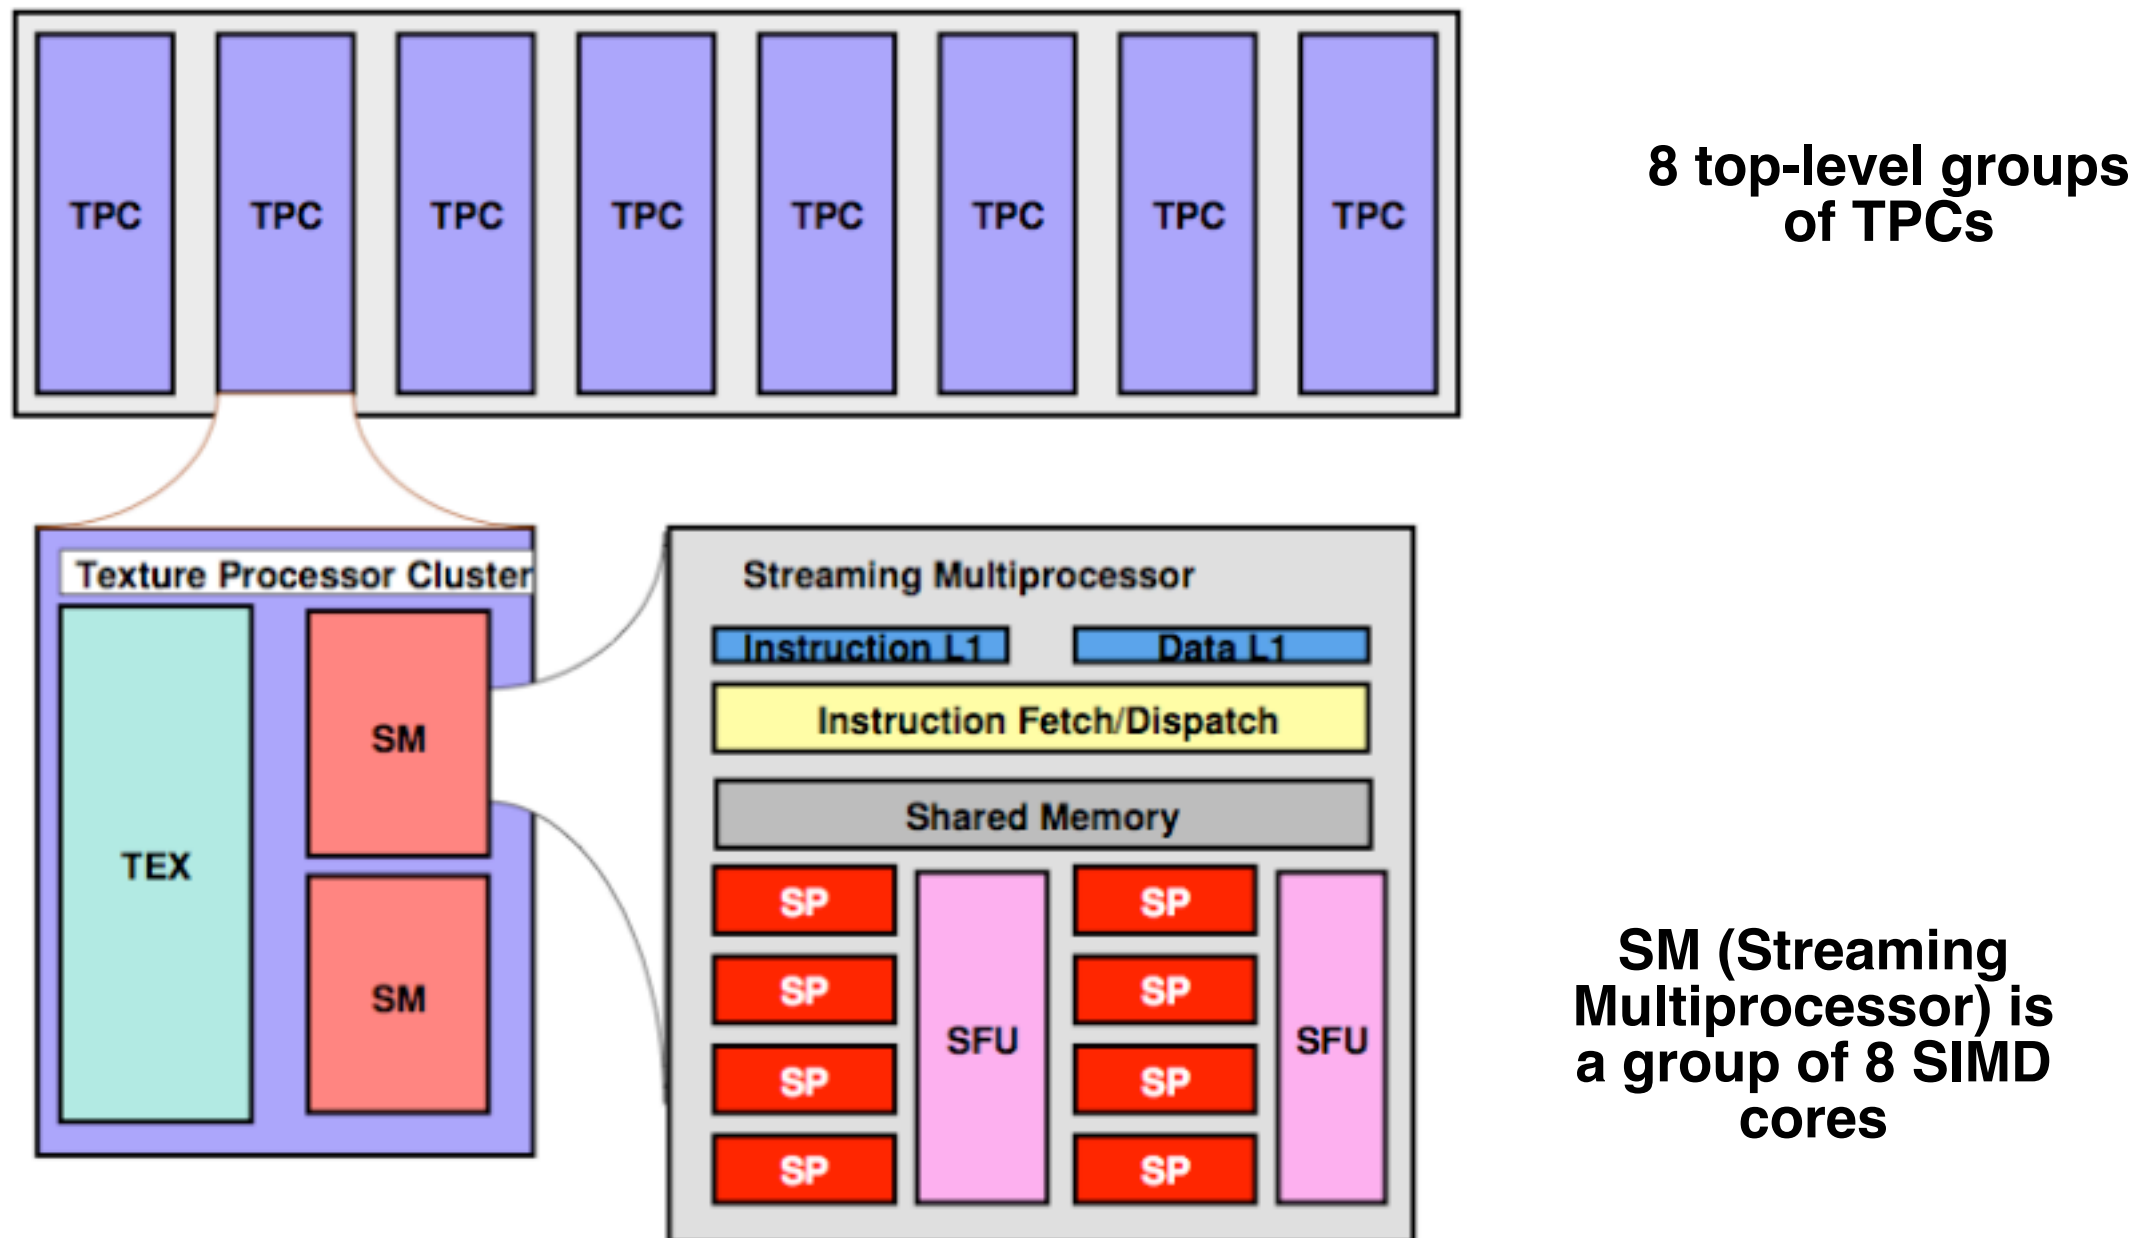 TPC TPC TPC TPC TPC TPC TPC TPC
8 top-level groups
of TPCs
Texture Processor Cluster
TEX
SM
SM
Streaming Multiprocessor
Instruction L1 Data L1
Instruction Fetch/Dispatch
Shared Memory
SP SP
SP SP
SFU SFU
SP SP
SP SP
SM (Streaming
Multiprocessor) is
a group of 8 SIMD
cores